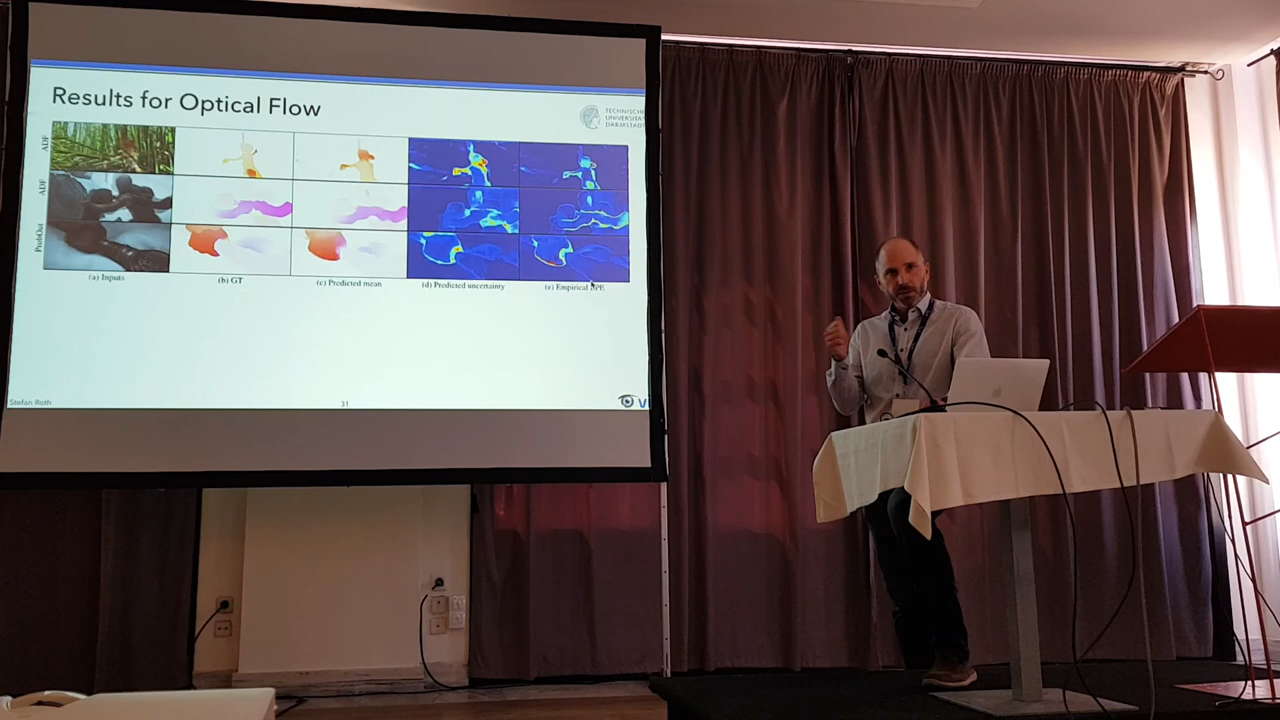 Results for Optical Flow
TECHNISCHE
UNIVERSITÄT
DARMSTADT
ADF
ADF
ProbOut
(a) Inputs
(b) GT
(c) Predicted mean
(d) Predicted uncertainty
(e) Empirical EPE
Stefan Roth
31